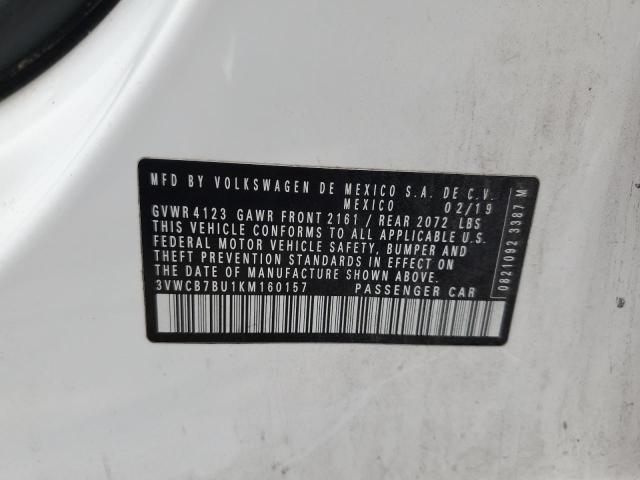 MFD BY VOLKSWAGEN DE MEXICO S.A. DE C.V.
MEXICO 02/19
GVWR 4123 GAWR FRONT 2161 / REAR 2072 LBS
THIS VEHICLE CONFORMS TO ALL APPLICABLE U.S.
FEDERAL MOTOR VEHICLE SAFETY, BUMPER AND
THEFT PREVENTION STANDARDS IN EFFECT ON
THE DATE OF MANUFACTURE SHOWN ABOVE.
3VWCB7BU1KM160157 PASSENGER CAR
0821092 3387 M